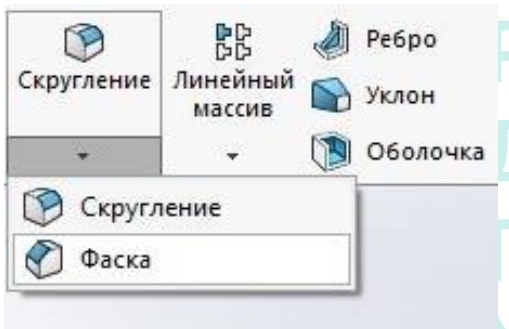 Скругление
Линейный
массив
Ребро
Уклон
Оболочка
Скругление
Фаска